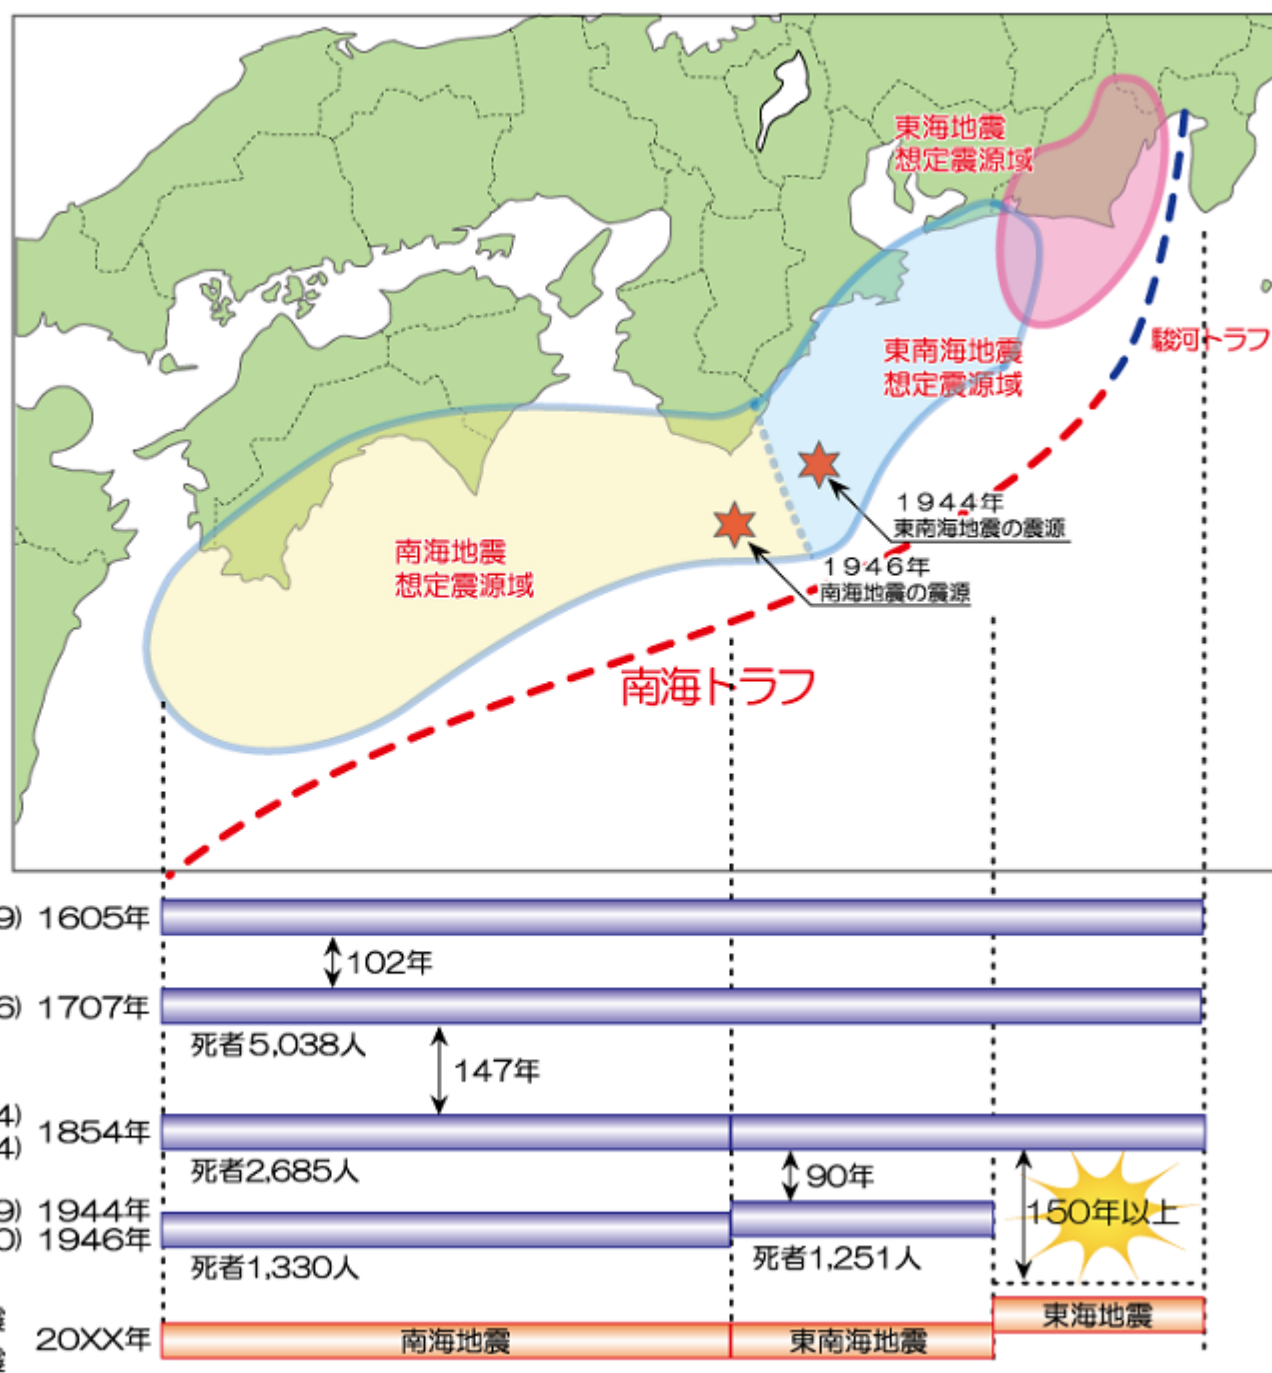 東海地震
想定震源域
駿河トラフ
東南海地震
想定震源域
1944年
東南海地震の震源
南海地震
想定震源域
1946年
南海地震の震源
南海トラフ
9) 1605年
102年
6) 1707年
死者5,038人
147年
4)
4) 1854年
死者2,685人
90年
150年以上
9) 1944年
0) 1946年
死者1,330人
死者1,251人
東海地震
20XX年
南海地震
東南海地震